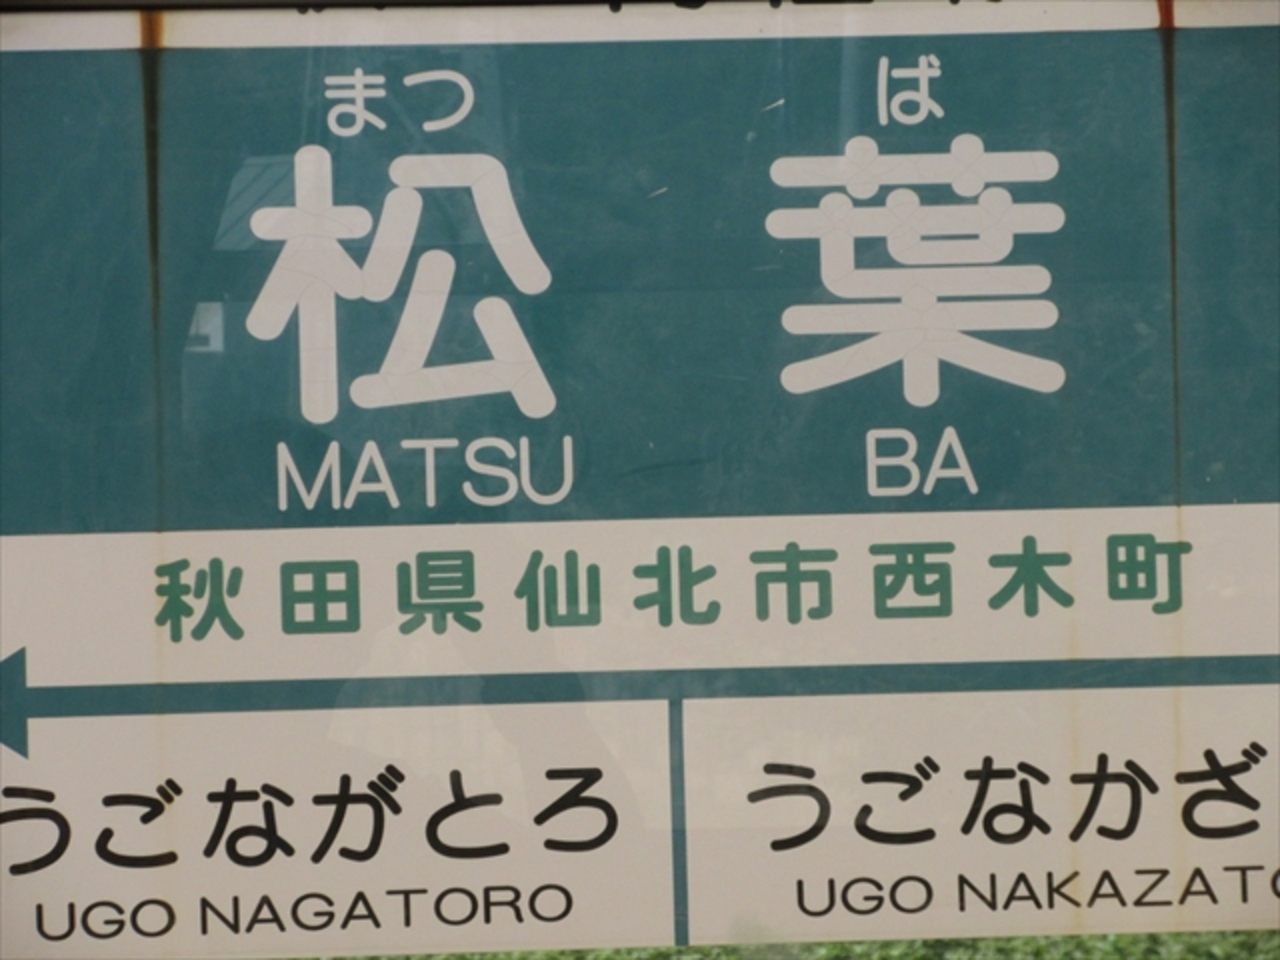 まつ ば
松 葉
MATSU BA
秋田県仙北市西木町
うごながとろ うごなかざ
UGO NAGATORO UGO NAKAZATO